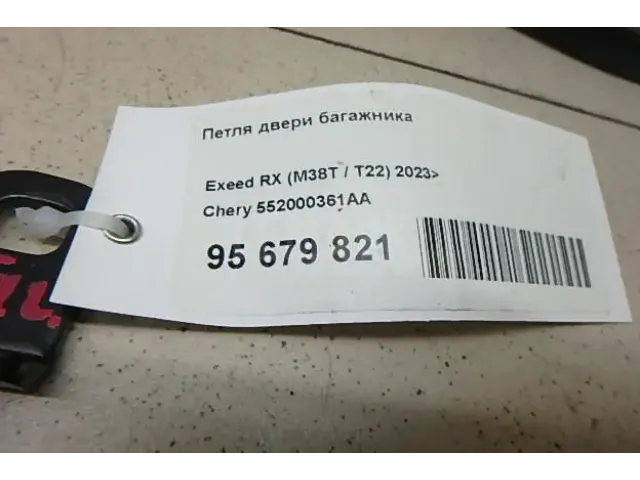 Петля двери багажника
Exeed RX (M38T / T22) 2023>
Chery 552000361AA
95 679 821